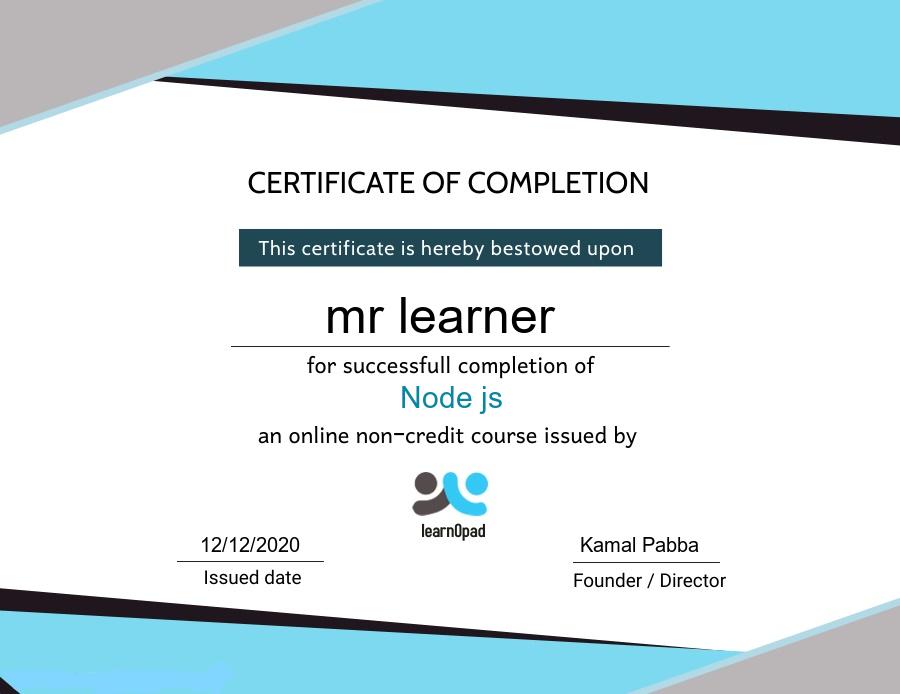 CERTIFICATE OF COMPLETION
This certificate is hereby bestowed upon
mr learner
for successfull completion of
Node js
an online non-credit course issued by
learnOpad
12/12/2020
Issued date
Kamal Pabba
Founder / Director